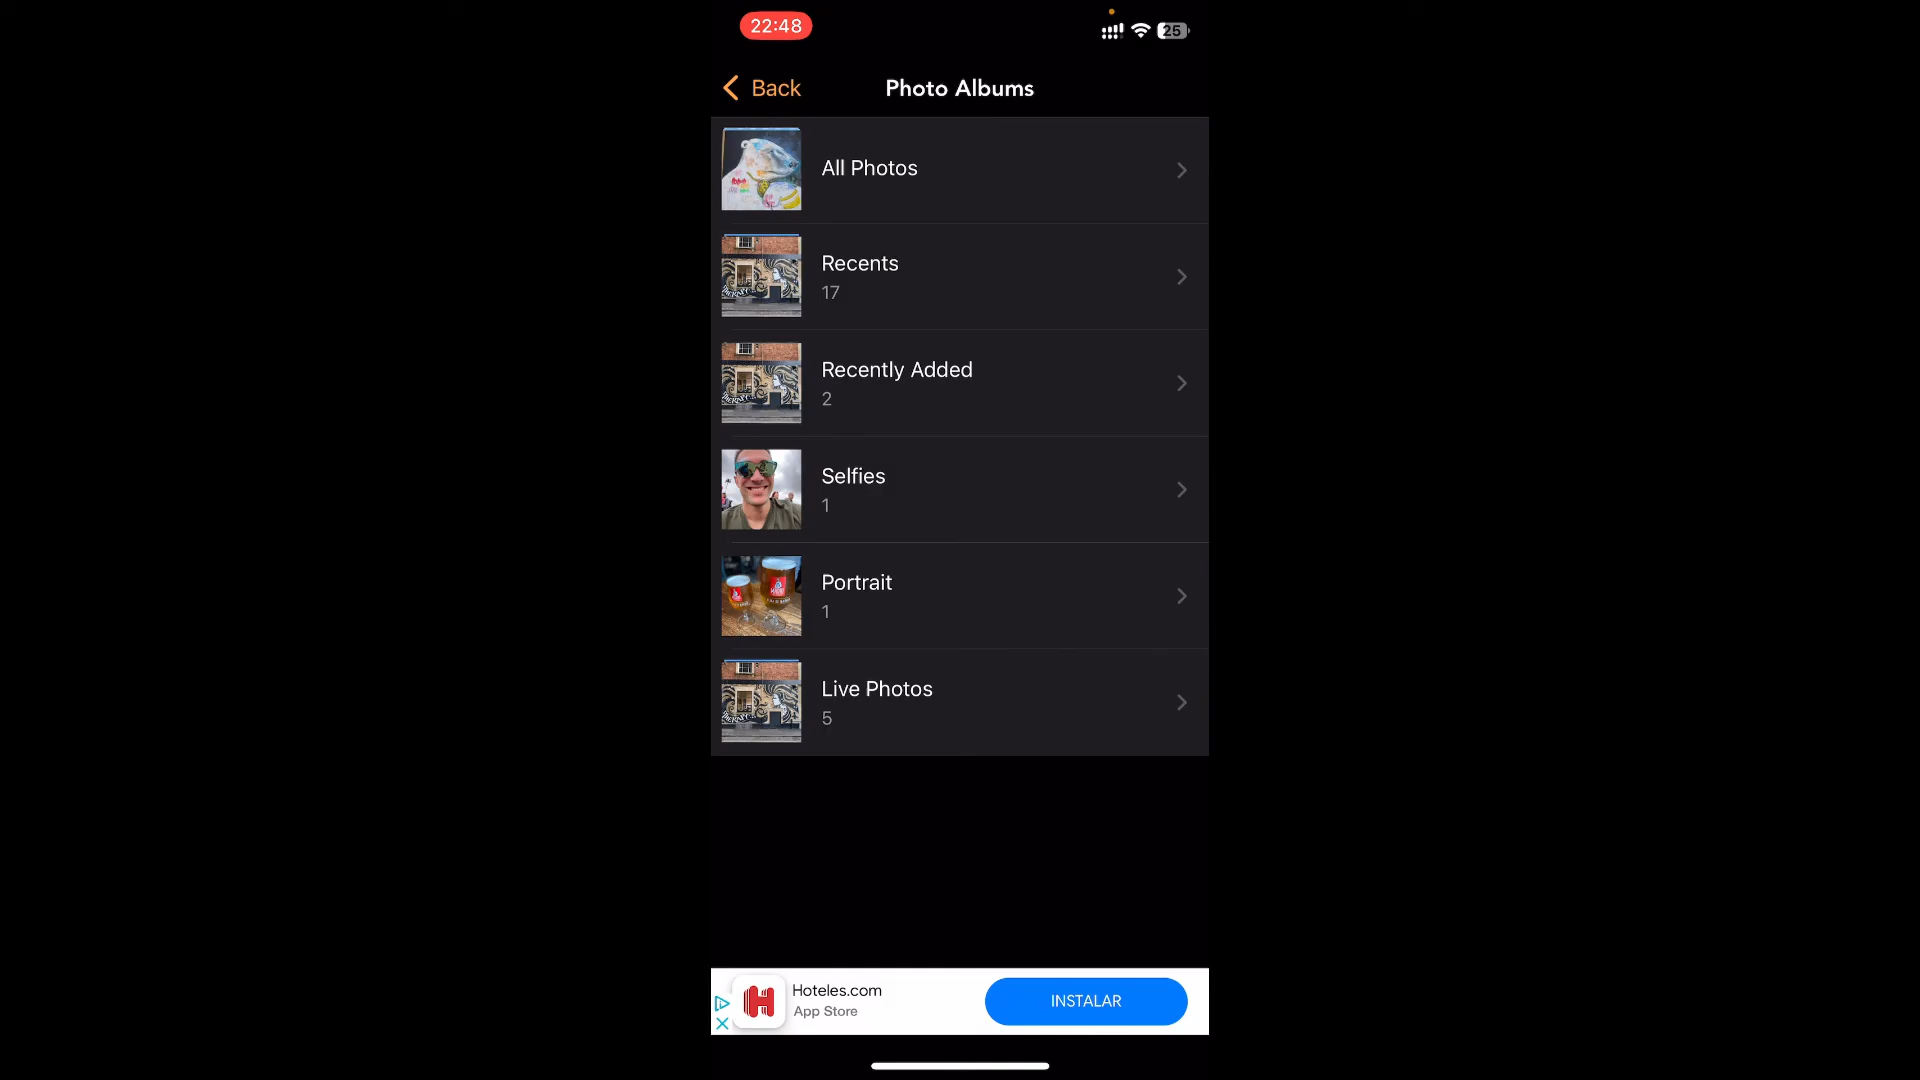 22:48
25
Back
Photo Albums
All Photos
Recents
17
Recently Added
2
Selfies
1
Portrait
1
Live Photos
5
Hoteles.com
App Store
INSTALAR